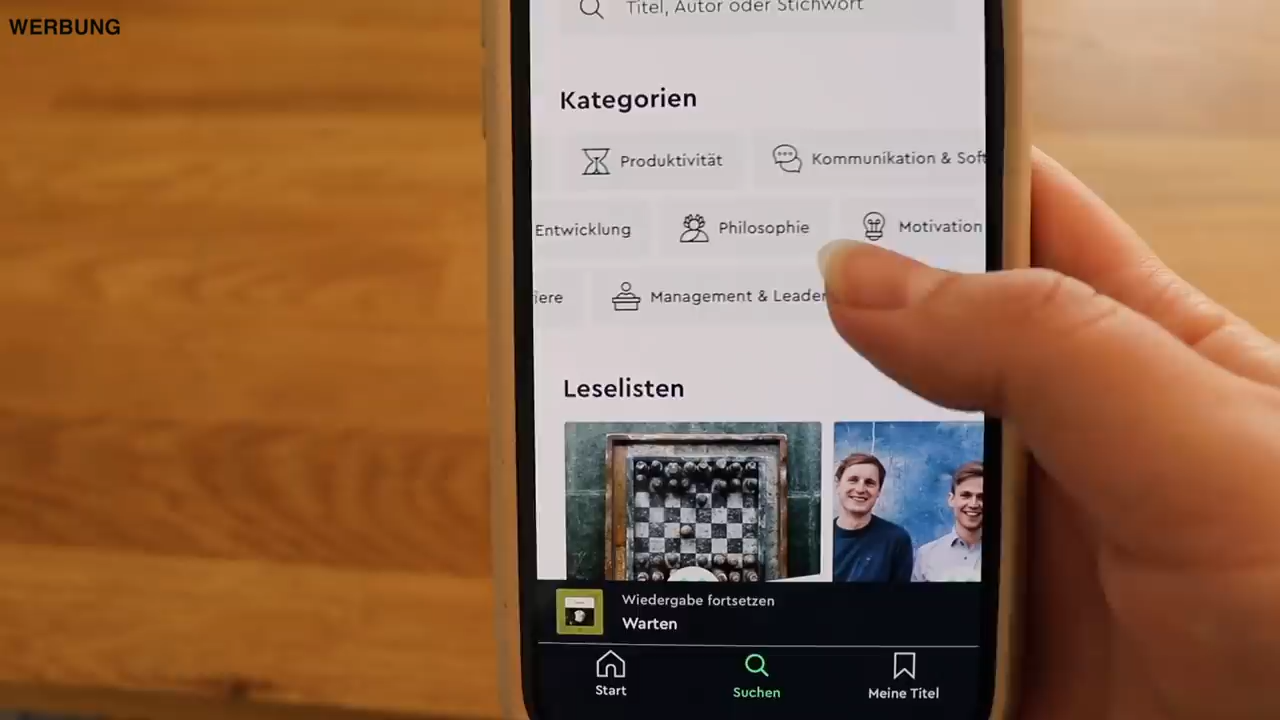 WERBUNG
Titel, Autor oder Stichwort
Kategorien
Produktivität
Kommunikation & Soft
Entwicklung
Philosophie
Motivation
iere
Management & Leader
Leselisten
Wiedergabe fortsetzen
Warten
Start
Suchen
Meine Titel